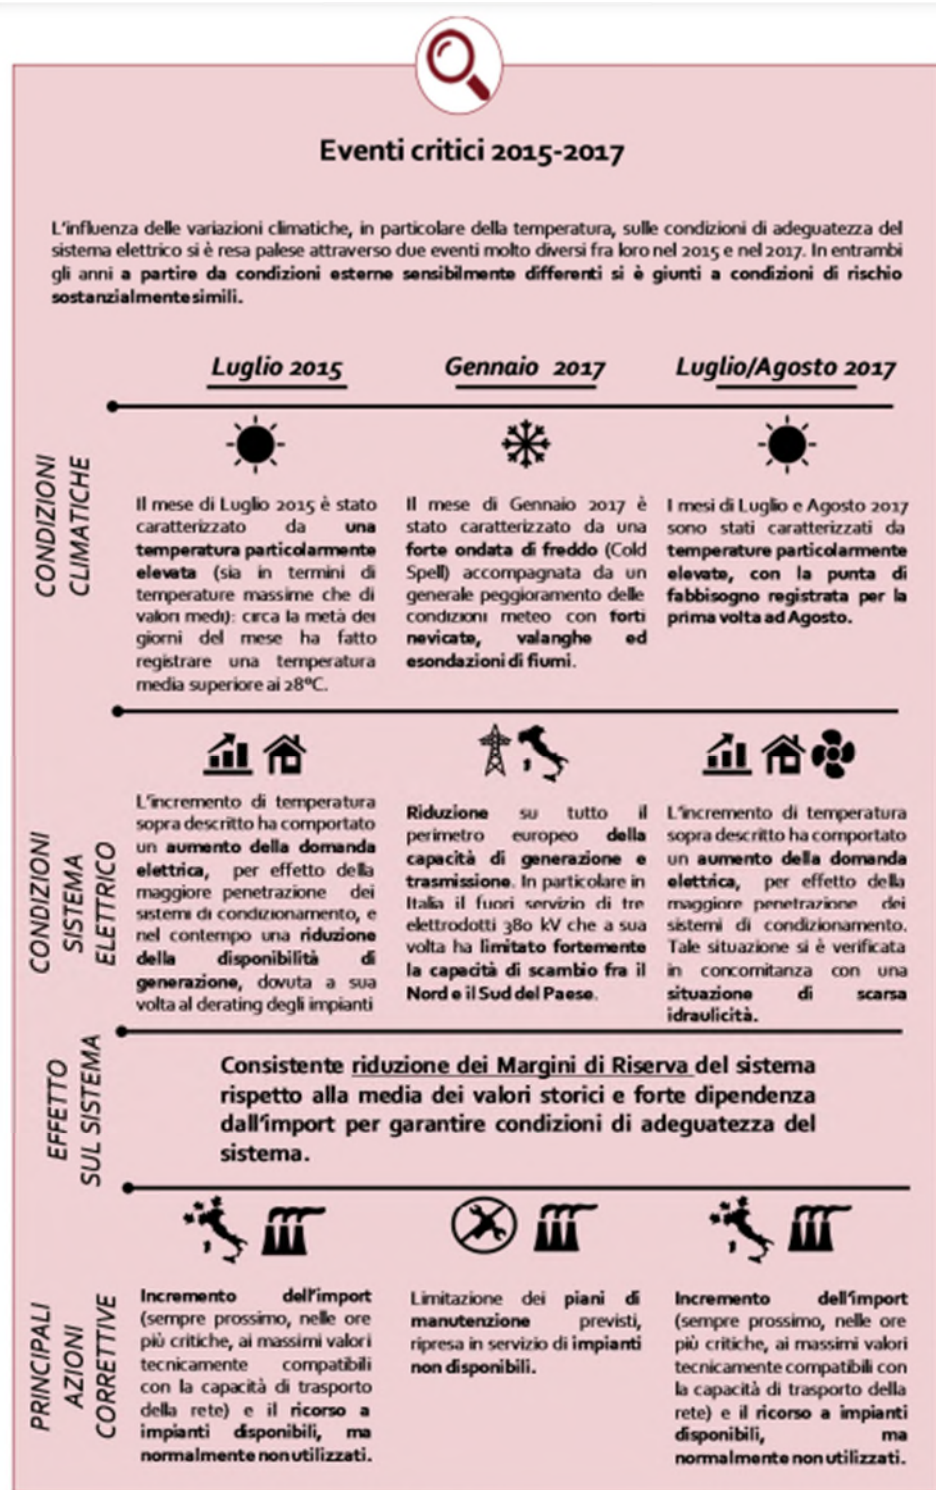 Eventi critici 2015-2017
L'influenza delle variazioni climatiche, in particolare della temperatura, sulle condizioni di adeguatezza del
sistema elettrico si è resa palese attraverso due eventi molto diversi fra loro nel 2015 e nel 2017. In entrambi
gli anni a partire da condizioni esterne sensibilmente differenti si è giunti a condizioni di rischio
sostanzialmente simili.
Luglio 2015
Gennaio 2017
Luglio/Agosto 2017
CONDIZIONI
CLIMATICHE
Il mese di Luglio 2015 è stato
caratterizzato da una
temperatura particolarmente
elevata (sia in termini di
temperature massime che di
valori medi): circa la metà dei
giorni del mese ha fatto
registrare una temperatura
media superiore ai 28°C.
Il mese di Gennaio 2017 è
stato caratterizzato da una
forte ondata di freddo (Cold
Spell) accompagnata da un
generale peggioramento delle
condizioni meteo con forti
nevicate, valanghe ed
esondazioni di fiumi.
I mesi di Luglio e Agosto 2017
sono stati caratterizzati da
temperature particolarmente
elevate, con la punta di
fabbisogno registrata per la
prima volta ad Agosto.
CONDIZIONI
SISTEMA
ELETTRICO
L'incremento di temperatura
sopra descritto ha comportato
un aumento della domanda
elettrica, per effetto della
maggiore penetrazione dei
sistemi di condizionamento, e
nel contempo una riduzione
della disponibilità di
generazione, dovuta a sua
volta al derating degli impianti
Riduzione su tutto il
perimetro europeo della
capacità di generazione e
trasmissione. In particolare in
Italia il fuori servizio di tre
elettrodotti 380 kV che a sua
volta ha limitato fortemente
la capacità di scambio fra il
Nord e il Sud del Paese.
L'incremento di temperatura
sopra descritto ha comportato
un aumento della domanda
elettrica, per effetto della
maggiore penetrazione dei
sistemi di condizionamento.
Tale situazione si è verificata
in concomitanza con una
situazione di scarsa
idraulicità.
EFFETTO
SUL SISTEMA
Consistente riduzione dei Margini di Riserva del sistema
rispetto alla media dei valori storici e forte dipendenza
dall'import per garantire condizioni di adeguatezza del
sistema.
PRINCIPALI
AZIONI
CORRETTIVE
Incremento dell'import
(sempre prossimo, nelle ore
più critiche, ai massimi valori
tecnicamente compatibili
con la capacità di trasporto
della rete) e il ricorso a
impianti disponibili, ma
normalmente non utilizzati.
Limitazione dei piani di
manutenzione previsti,
ripresa in servizio di impianti
non disponibili.
Incremento dell'import
(sempre prossimo, nelle ore
più critiche, ai massimi valori
tecnicamente compatibili con
la capacità di trasporto della
rete) e il ricorso a impianti
disponibili, ma
normalmente non utilizzati.